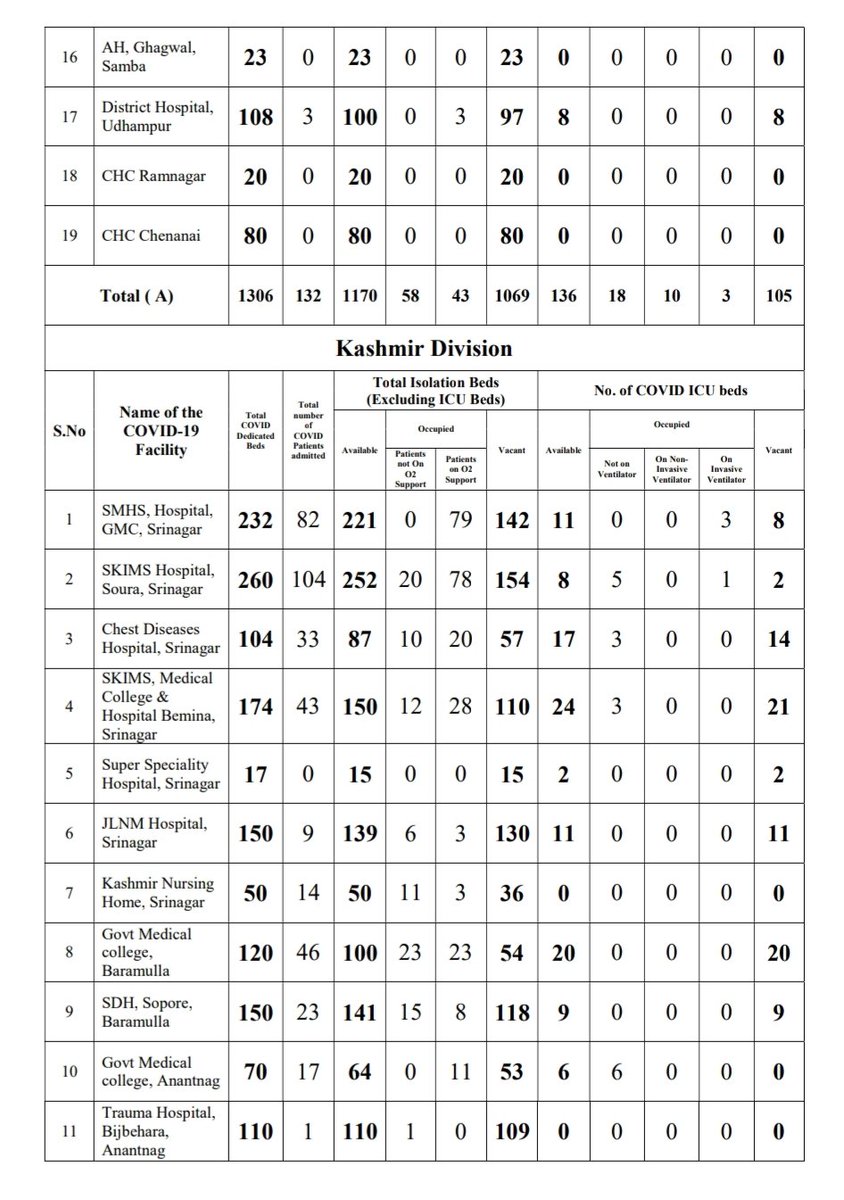 16 AH, Ghagwal, Samba 23 0 23 0 0 23 0 0 0 0 0
17 District Hospital, Udhampur 108 3 100 0 3 97 8 0 0 0 8
18 CHC Ramnagar 20 0 20 0 0 20 0 0 0 0 0
19 CHC Chenanai 80 0 80 0 0 80 0 0 0 0 0
Total ( A) 1306 132 1170 58 43 1069 136 18 10 3 105
Kashmir Division
S.No
Name of the
COVID-19
Facility
Total
COVID
Dedicated
Beds
Total
number
of
COVID
Patients
admitted
Total Isolation Beds
(Excluding ICU Beds)
Available
Occupied
Patients
not On
O2
Support
Patients
on O2
Support
Vacant
No. of COVID ICU beds
Available
Occupied
Not on
Ventilator
On Non-
Invasive
Ventilator
On
Invasive
Ventilator
Vacant
1 SMHS, Hospital, GMC, Srinagar 232 82 221 0 79 142 11 0 0 3 8
2 SKIMS Hospital, Soura, Srinagar 260 104 252 20 78 154 8 5 0 1 2
3 Chest Diseases Hospital, Srinagar 104 33 87 10 20 57 17 3 0 0 14
4 SKIMS, Medical College & Hospital Bemina, Srinagar 174 43 150 12 28 110 24 3 0 0 21
5 Super Speciality Hospital, Srinagar 17 0 15 0 0 15 2 0 0 0 2
6 JLNM Hospital, Srinagar 150 9 139 6 3 130 11 0 0 0 11
7 Kashmir Nursing Home, Srinagar 50 14 50 11 3 36 0 0 0 0 0
8 Govt Medical college, Baramulla 120 46 100 23 23 54 20 0 0 0 20
9 SDH, Sopore, Baramulla 150 23 141 15 8 118 9 0 0 0 9
10 Govt Medical college, Anantnag 70 17 64 0 11 53 6 6 0 0 0
11 Trauma Hospital, Bijbehara, Anantnag 110 1 110 1 0 109 0 0 0 0 0